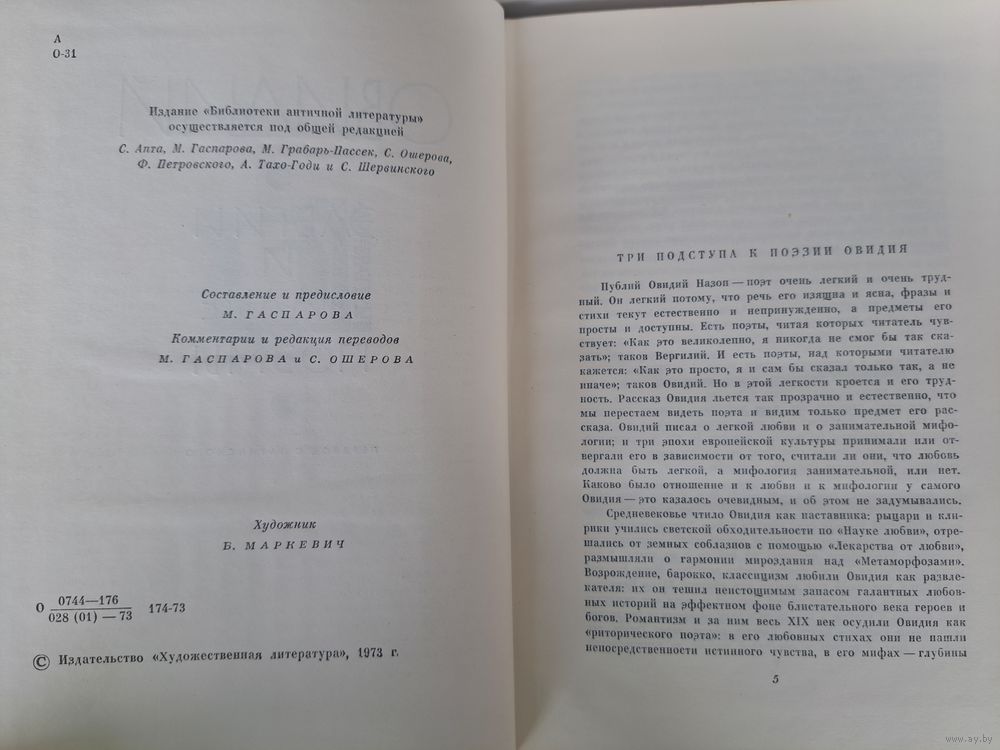 А
О-31
Издание «Библиотеки античной литературы»
осуществляется под общей редакцией
С. Апта, М. Гаспарова, М. Грабарь-Пассек, С. Ошерова,
Ф. Петровского, А. Тахо-Годи и С. Шервинского
Составление и предисловие
М. ГАСПАРОВА
Комментарии и редакция переводов
М. ГАСПАРОВА и С. ОШЕРОВА
Художник
Б. МАРКЕВИЧ
О 0744—176
028 (01) — 73 174-73
© Издательство «Художественная литература», 1973 г.
ТРИ ПОДСТУПА К ПОЭЗИИ ОВИДИЯ
Публий Овидий Назон — поэт очень легкий и очень труд-
ный. Он легкий потому, что речь его изящна и ясна, фразы и
стихи текут естественно и непринужденно, а предметы его
просты и доступны. Есть поэты, читая которых читатель чув-
ствует: «Как это великолепно, я никогда не смог бы так ска-
зать»; таков Вергилий. И есть поэты, над которыми читателю
кажется: «Как это просто, я и сам бы сказал только так, а не
иначе»; таков Овидий. Но в этой легкости кроется и его труд-
ность. Рассказ Овидия льется так прозрачно и естественно, что
мы перестаем видеть поэта и видим только предмет его рас-
сказа. Овидий писал о легкой любви и о занимательной мифо-
логии; и три эпохи европейской культуры принимали или от-
вергали его в зависимости от того, считали ли они, что любовь
должна быть легкой, а мифология занимательной, или нет.
Каково было отношение и к любви и к мифологии у самого
Овидия — это казалось очевидным, и об этом не задумывались.
Средневековье чтило Овидия как наставника: рыцари и кли-
рики учились светской обходительности по «Науке любви», отре-
шались от земных соблазнов с помощью «Лекарства от любви»,
размышляли о гармонии мироздания над «Метаморфозами».
Возрождение, барокко, классицизм любили Овидия как развле-
кателя: их он тешил неистощимым запасом галантных любов-
ных историй на эффектном фоне блистательного века героев и
богов. Романтизм и за ним весь XIX век осудили Овидия как
«риторического поэта»: в его любовных стихах они не нашли
непосредственности истинного чувства, в его мифах — глубины
5
www.ay.by